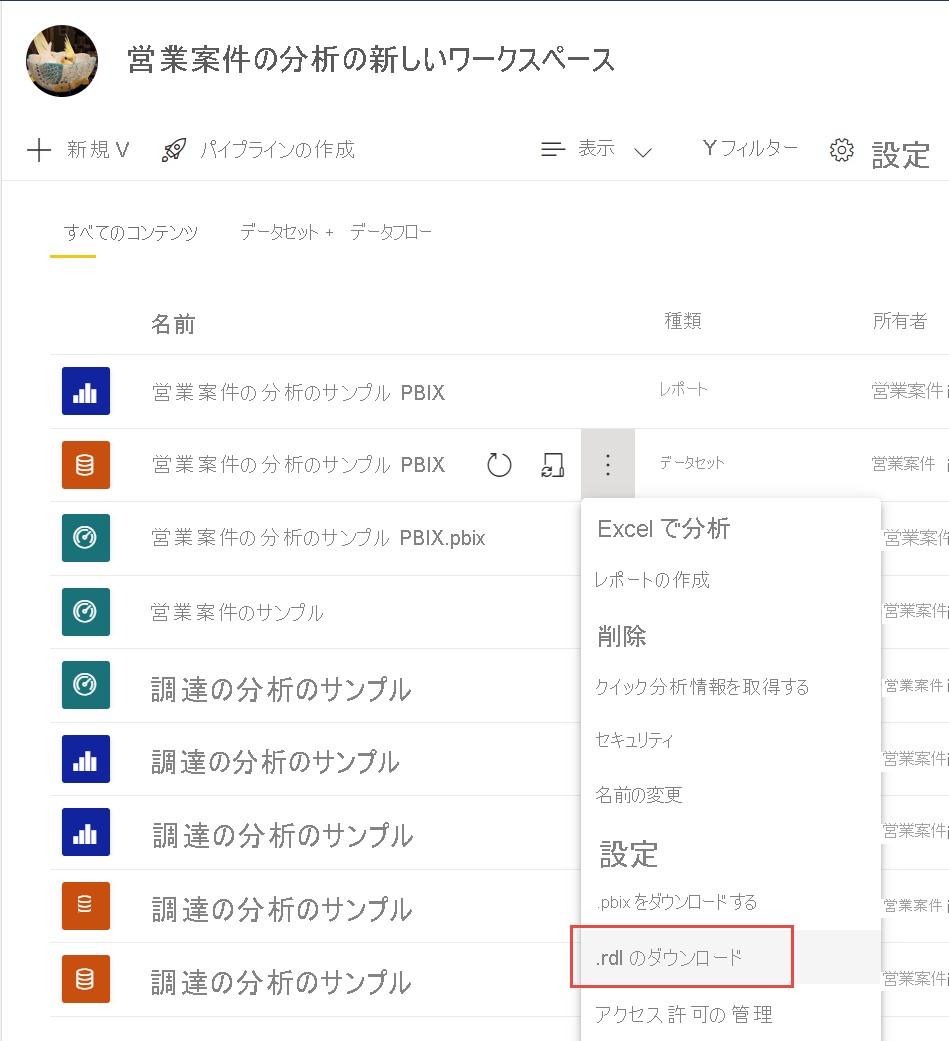 営業案件の分析の新しいワークスペース
新規 V パイプラインの作成 表示 Yフィルター 設定
すべてのコンテンツ データセット + データフロー
名前 種類 所有者
営業案件の分析のサンプル PBIX レポート 営業案件
営業案件の分析のサンプル PBIX データセット 営業案件
Excel で分析
営業案件の分析のサンプル PBIX.pbix 営業案件
レポートの作成
営業案件のサンプル 営業案件
削除
調達の分析のサンプル クイック分析情報を取得する 営業案件
セキュリティ
調達の分析のサンプル 営業案件
名前の変更
調達の分析のサンプル 営業案件
設定
調達の分析のサンプル .pbix をダウンロードする 営業案件
.rdl のダウンロード
調達の分析のサンプル 営業案件
アクセス許可の管理